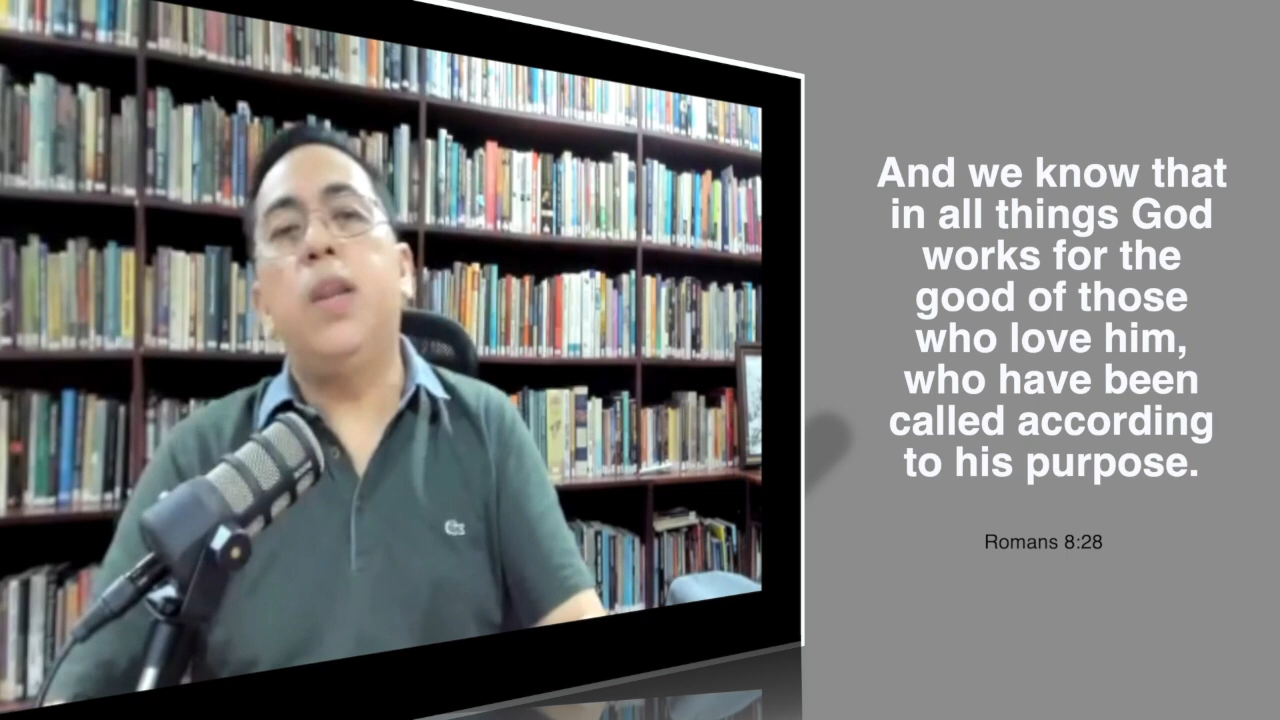 And we know that
in all things God
works for the
good of those
who love him,
who have been
called according
to his purpose.
Romans 8:28